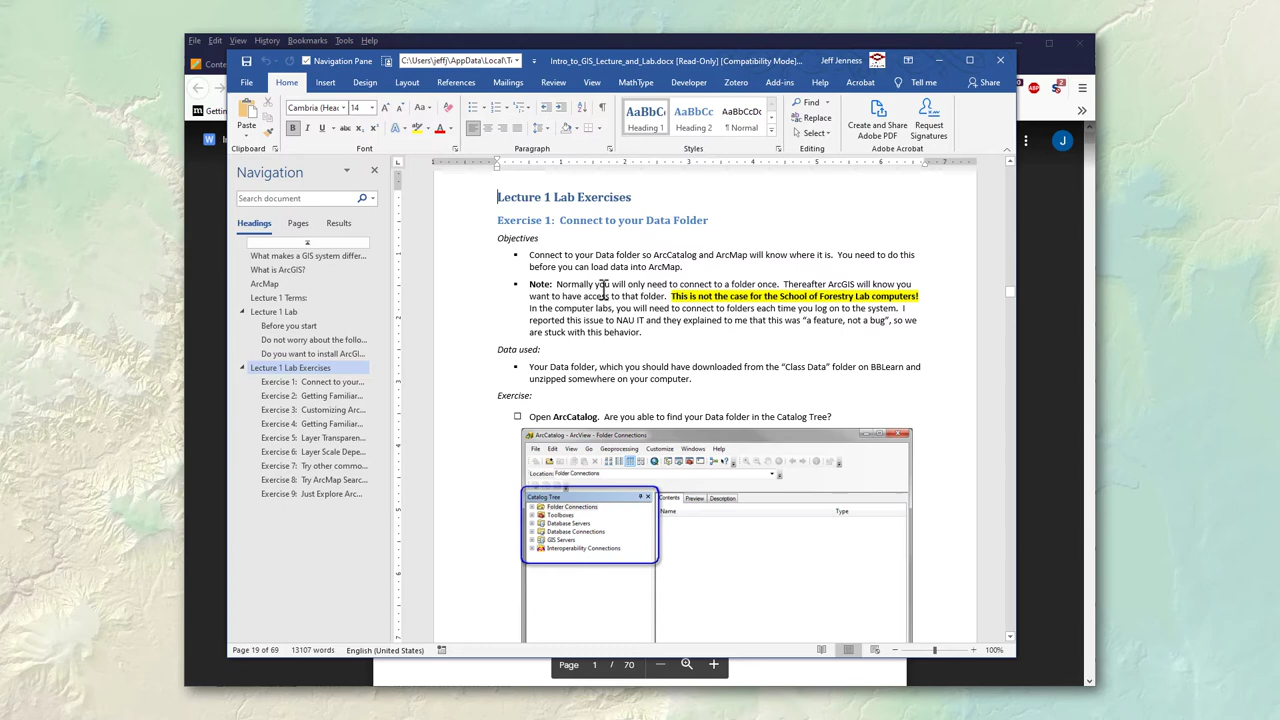 File Edit View History Bookmarks Tools Help
Conte
Navigation Pane C:\Users\jeffj\AppData\Local\T Intro_to_GIS_Lecture_and_Lab.docx [Read-Only] [Compatibility Mode]... Jeff Jenness
File Home Insert Design Layout References Mailings Review View MathType Developer Zotero Add-ins Help Acrobat Tell me Share
Getting
Paste
Clipboard
Cambria (Heac 14
Font
Paragraph
AaBbC AaBbCc AaBbCcDc
Heading 1 Heading 2 ¶ Normal
Styles
Find
Replace
Select
Editing
Create and Share Adobe PDF
Request Signatures
Adobe Acrobat
J
Navigation
Search document
Headings Pages Results
What makes a GIS system differ...
What is ArcGIS?
ArcMap
Lecture 1 Terms:
Lecture 1 Lab
Before you start
Do not worry about the follo...
Do you want to install ArcGI...
Lecture 1 Lab Exercises
Exercise 1: Connect to your...
Exercise 2: Getting Familiar...
Exercise 3: Customizing Arc...
Exercise 4: Getting Familiar...
Exercise 5: Layer Transparen...
Exercise 6: Layer Scale Depe...
Exercise 7: Try other commo...
Exercise 8: Try ArcMap Searc...
Exercise 9: Just Explore Arc...
Lecture 1 Lab Exercises
Exercise 1: Connect to your Data Folder
Objectives
Connect to your Data folder so ArcCatalog and ArcMap will know where it is. You need to do this
before you can load data into ArcMap.
Note: Normally you will only need to connect to a folder once. Thereafter ArcGIS will know you
want to have access to that folder. This is not the case for the School of Forestry Lab computers!
In the computer labs, you will need to connect to folders each time you log on to the system. I
reported this issue to NAU IT and they explained to me that this was “a feature, not a bug”, so we
are stuck with this behavior.
Data used:
Your Data folder, which you should have downloaded from the “Class Data” folder on BBLearn and
unzipped somewhere on your computer.
Exercise:
Open ArcCatalog. Are you able to find your Data folder in the Catalog Tree?
ArcCatalog - ArcView - Folder Connections
File Edit View Go Geoprocessing Customize Windows Help
Location: Folder Connections
Catalog Tree
Folder Connections
Toolboxes
Database Servers
Database Connections
GIS Servers
Interoperability Connections
Contents Preview Description
Name Type
Page 19 of 69 13107 words English (United States) 100%
Page 1 / 70